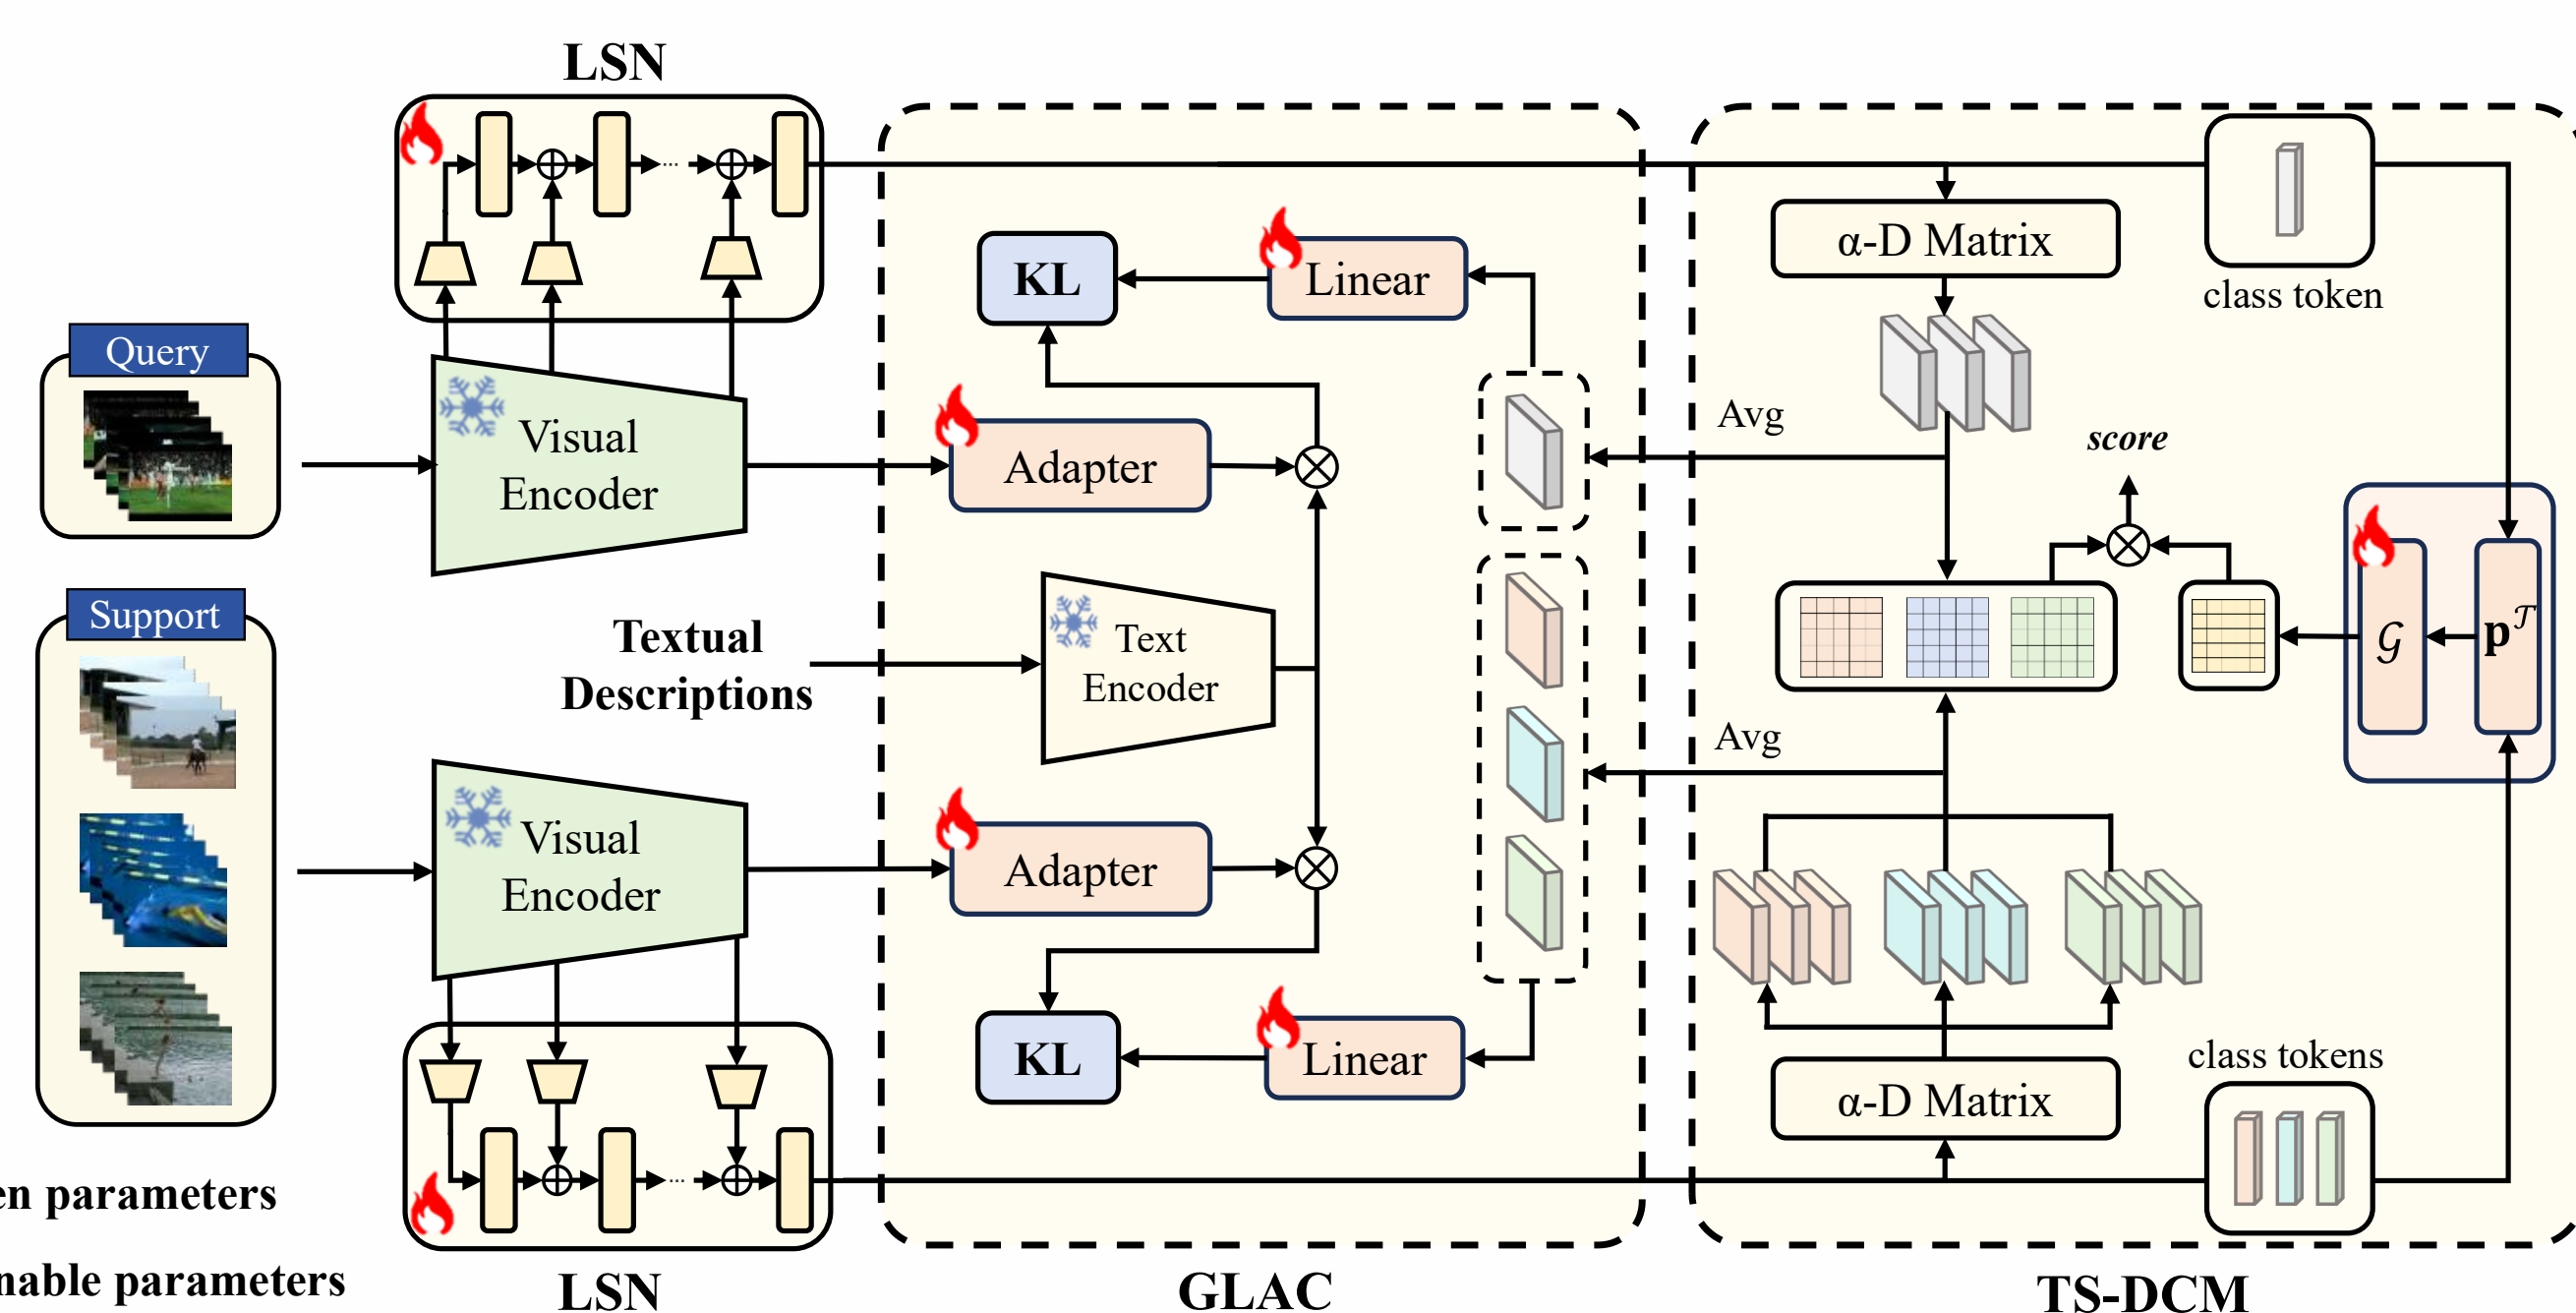 LSN
Query
Visual
Encoder
Support
Textual
Descriptions
Visual
Encoder
en parameters
nable parameters
LSN
KL
Linear
Adapter
Text
Encoder
Adapter
KL
Linear
GLAC
α-D Matrix
class token
Avg
score
𝒢
p𝒯
Avg
class tokens
α-D Matrix
TS-DCM